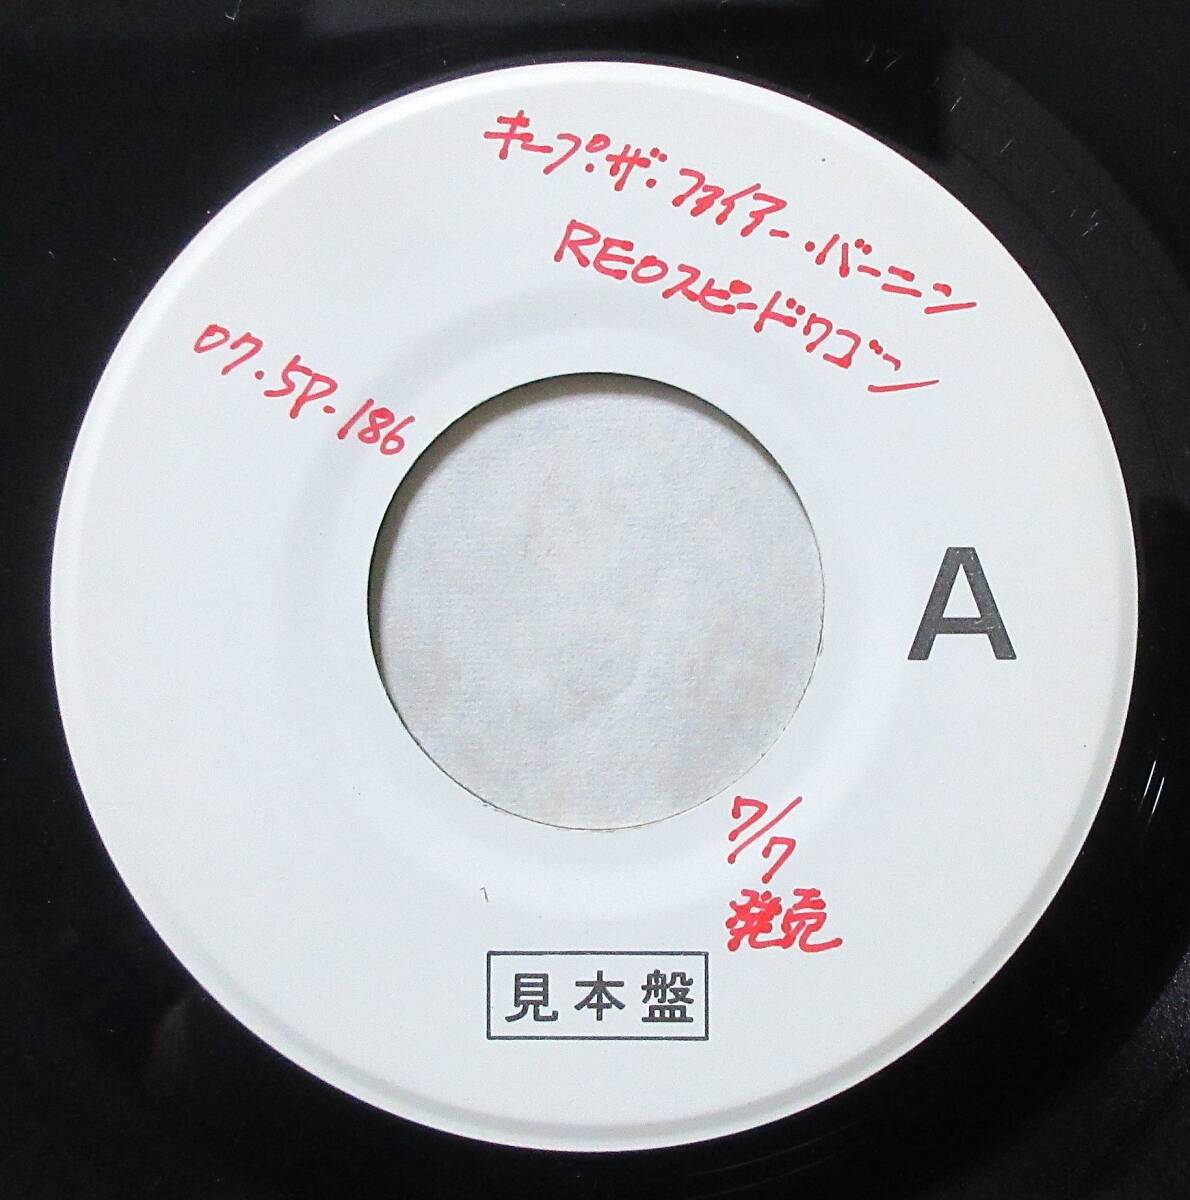 キープ・ザ・ファイアー・バーニン
REOスピードワゴン
07・5P-186
A
7/7
発売
見本盤